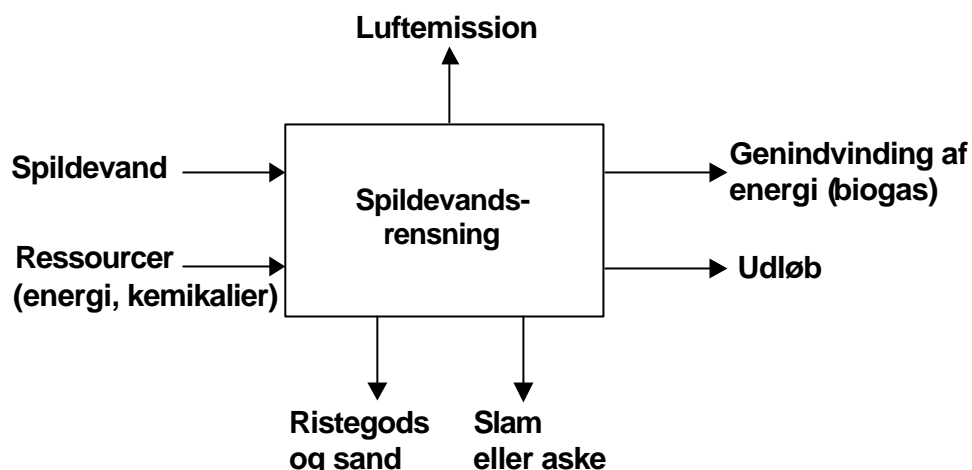 Luftemission
Spildevand
Spildevands-
rensning
Genindvinding af
energi (biogas)
Ressourcer
(energi, kemikalier)
Udløb
Ristegods
og sand
Slam
eller aske